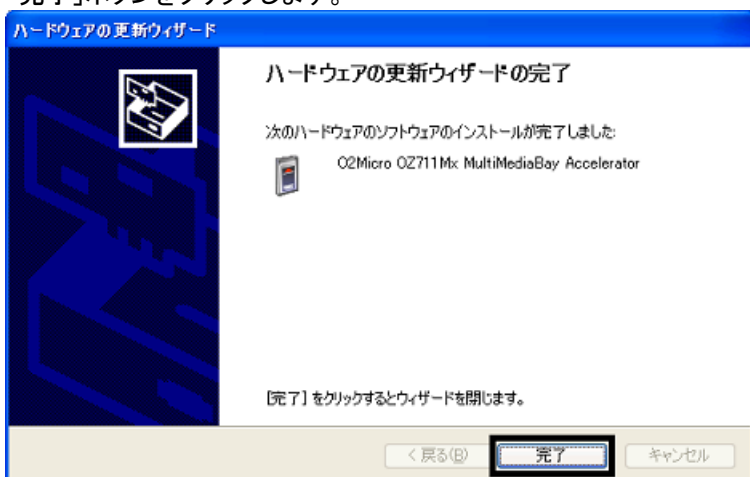 「完了」ボタンをクリックします。
ハードウェアの更新ウィザード
ハードウェアの更新ウィザードの完了
次のハードウェアのソフトウェアのインストールが完了しました:
O2Micro OZ711Mx MultiMediaBay Accelerator
[完了] をクリックするとウィザードを閉じます。
< 戻る(B)
完了
キャンセル